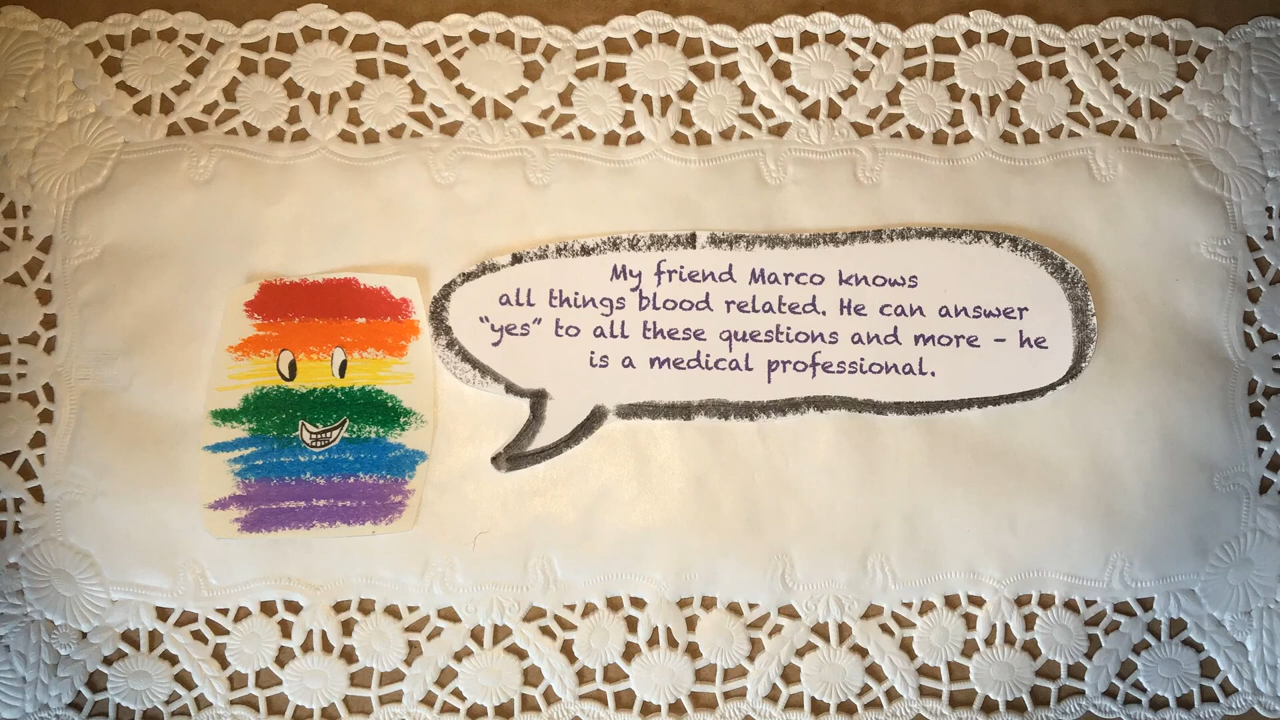 My friend Marco knows
all things blood related. He can answer
“yes” to all these questions and more - he
is a medical professional.